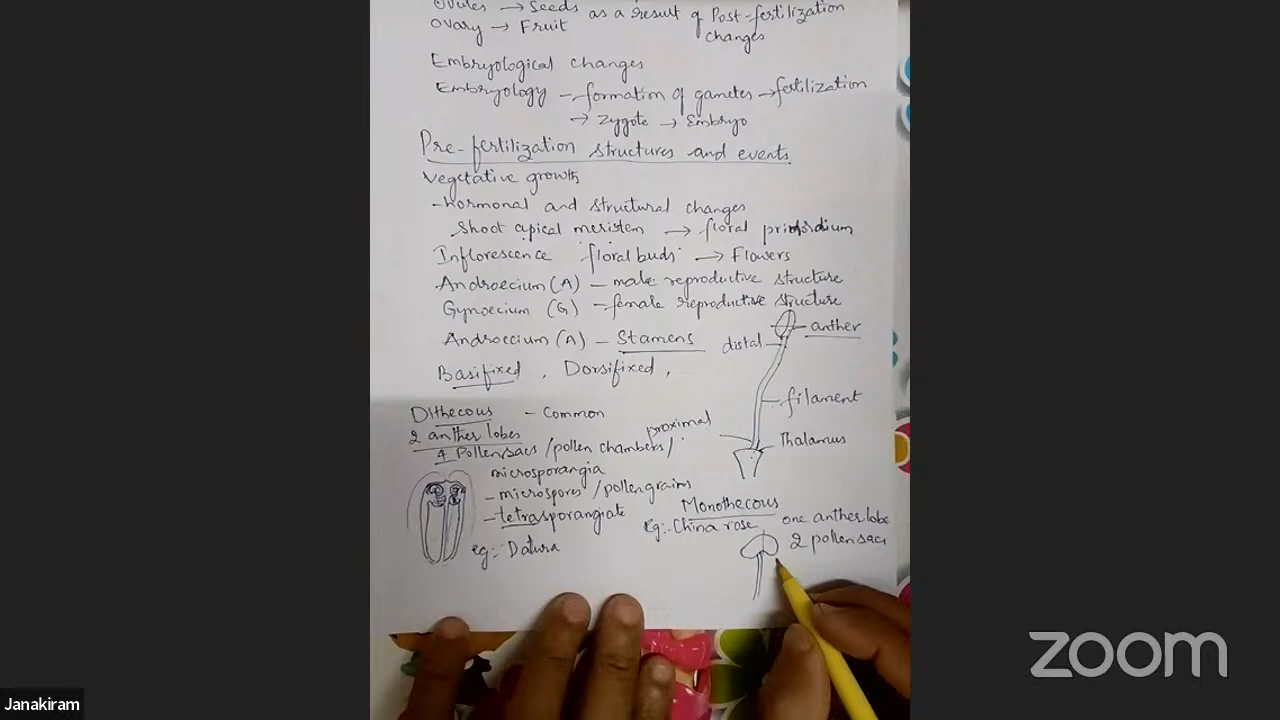 Ovules → Seeds as a result of Post-fertilization
Ovary → Fruit changes
Embryological changes
Embryology - formation of gametes → fertilization
→ Zygote → Embryo
Pre-fertilization structures and events
Vegetative growth
- Hormonal and structural changes
Shoot apical meristem → floral primordium
Inflorescence floral buds → Flowers
Androecium (A) - male reproductive structure
Gynoecium (G) - female reproductive structure
anther
Androecium (A) - Stamens
distal
Basifixed, Dorsifixed,
filament
Dithecous - Common
proximal
Thalamus
2 anther lobes
4 Pollensacs / pollen chambers /
microsporangia
- microspores / pollengrains
- tetrasporangiate
eg:- Datura
Monothecous
Eg:- China rose
one anther lobe
2 pollensacs
Janakiram
zoom